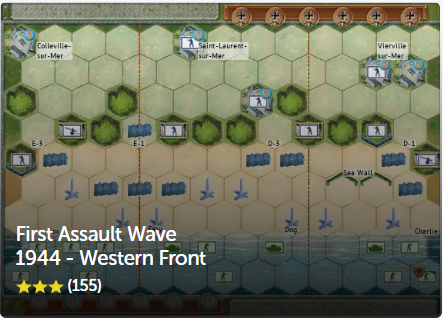 Colleville-
sur-Mer
Saint-Laurent-
sur-Mer
Vierville
sur-Mer
E-3
E-1
D-3
D-1
Sea Wall
Dog
Charlie
First Assault Wave
1944 - Western Front
(155)